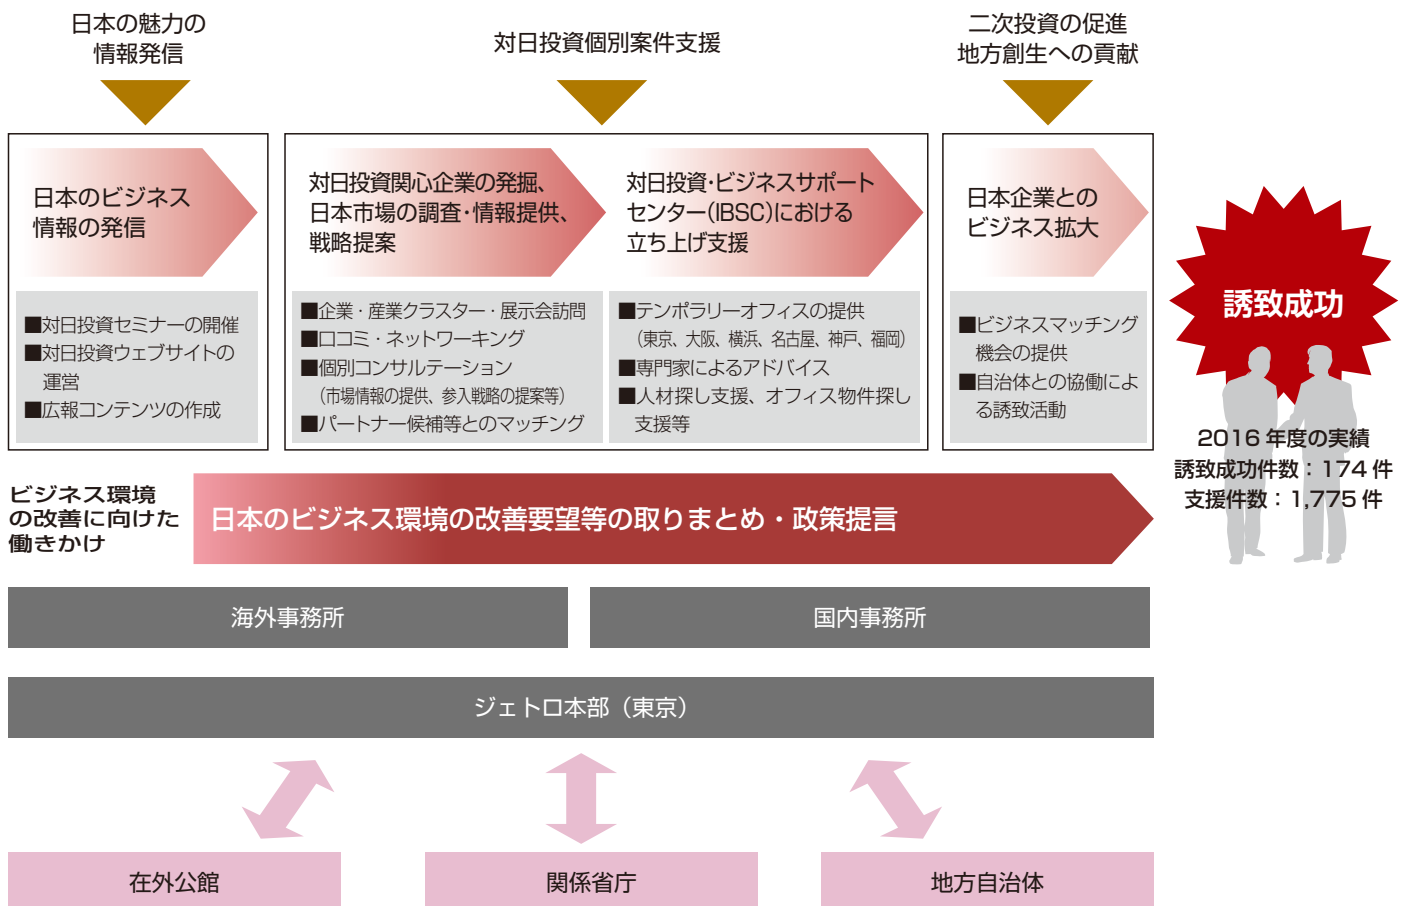 日本の魅力の
情報発信
対日投資個別案件支援
二次投資の促進
地方創生への貢献
日本のビジネス
情報の発信
■対日投資セミナーの開催
■対日投資ウェブサイトの
運営
■広報コンテンツの作成
対日投資関心企業の発掘、
日本市場の調査・情報提供、
戦略提案
■企業・産業クラスター・展示会訪問
■口コミ・ネットワーキング
■個別コンサルテーション
（市場情報の提供、参入戦略の提案等）
■パートナー候補等とのマッチング
対日投資・ビジネスサポート
センター(IBSC)における
立ち上げ支援
■テンポラリーオフィスの提供
（東京、大阪、横浜、名古屋、神戸、福岡）
■専門家によるアドバイス
■人材探し支援、オフィス物件探し
支援等
日本企業との
ビジネス拡大
■ビジネスマッチング
機会の提供
■自治体との協働によ
る誘致活動
誘致成功
2016 年度の実績
誘致成功件数：174 件
支援件数：1,775 件
ビジネス環境
の改善に向けた
働きかけ
日本のビジネス環境の改善要望等の取りまとめ・政策提言
海外事務所
国内事務所
ジェトロ本部（東京）
在外公館
関係省庁
地方自治体